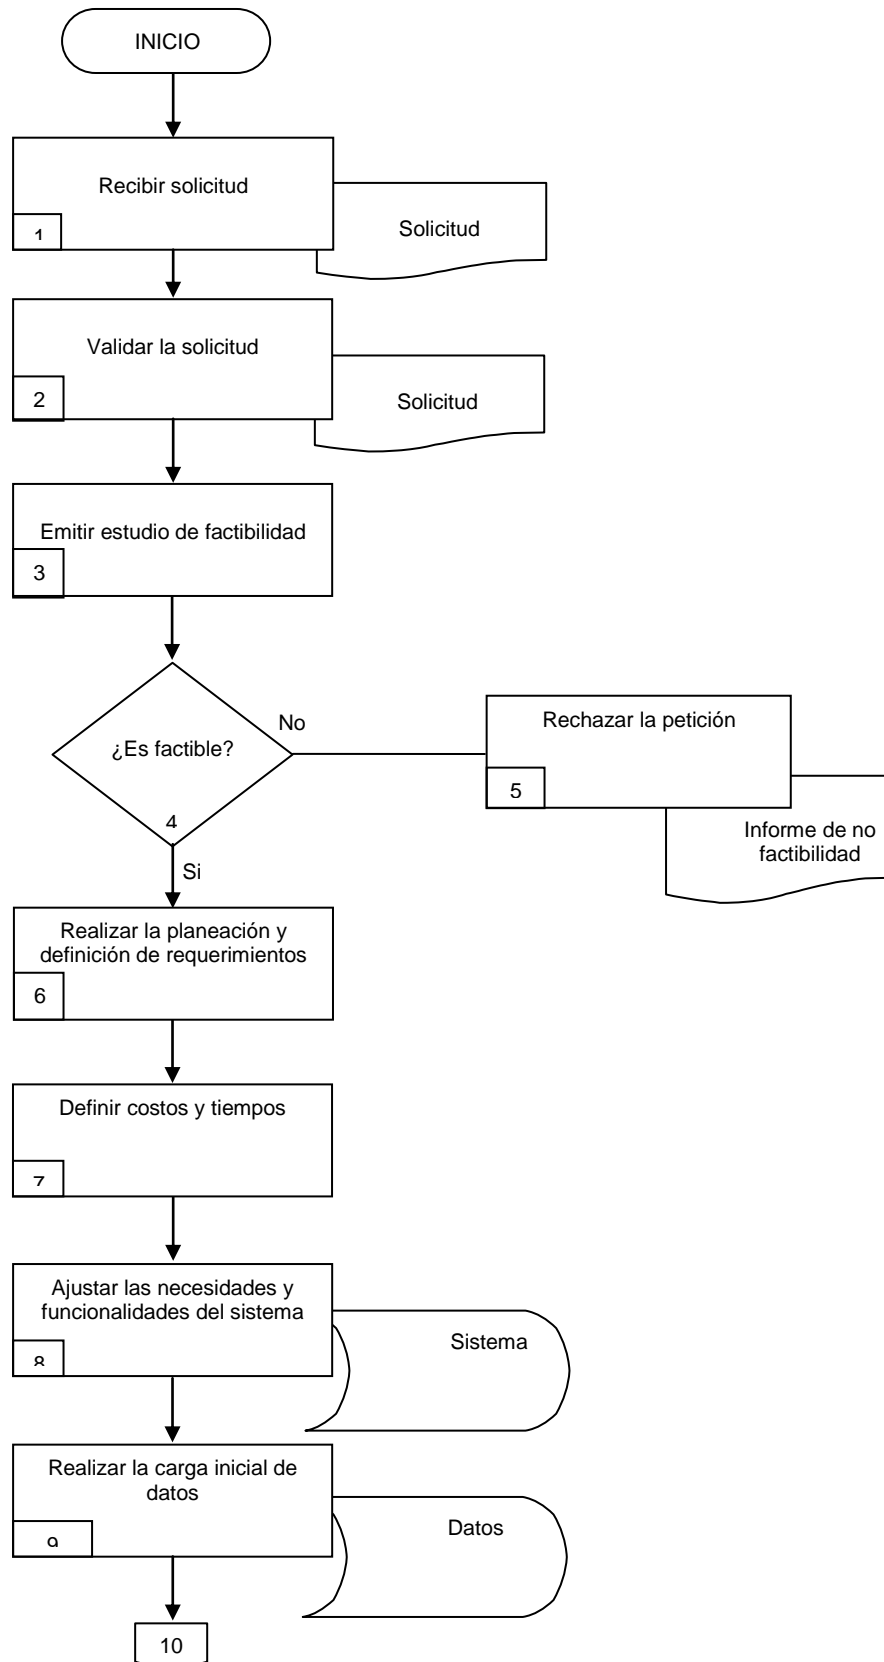 INICIO
Recibir solicitud
1
Solicitud
Validar la solicitud
2
Solicitud
Emitir estudio de factibilidad
3
¿Es factible?
4
No
Rechazar la petición
5
Informe de no
factibilidad
Si
Realizar la planeación y
definición de requerimientos
6
Definir costos y tiempos
7
Ajustar las necesidades y
funcionalidades del sistema
8
Sistema
Realizar la carga inicial de
datos
9
Datos
10